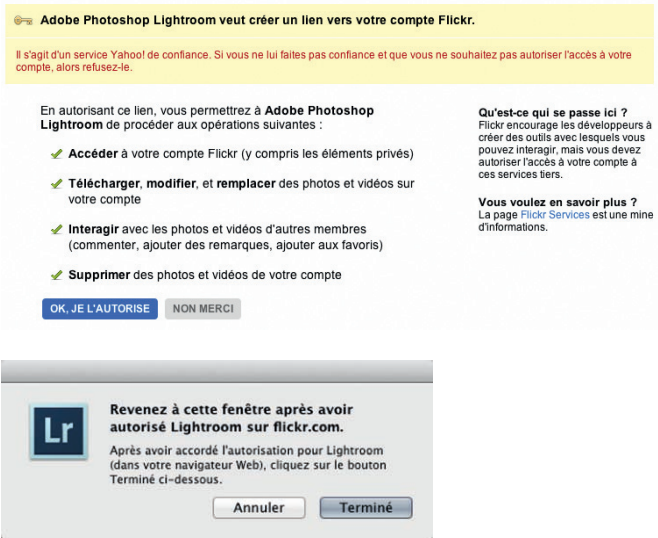 Adobe Photoshop Lightroom veut créer un lien vers votre compte Flickr.
Il s'agit d'un service Yahoo! de confiance. Si vous ne lui faites pas confiance et que vous ne souhaitez pas autoriser l'accès à votre
compte, alors refusez-le.
En autorisant ce lien, vous permettrez à Adobe Photoshop
Lightroom de procéder aux opérations suivantes :
Accéder à votre compte Flickr (y compris les éléments privés)
Télécharger, modifier, et remplacer des photos et vidéos sur
votre compte
Interagir avec les photos et vidéos d'autres membres
(commenter, ajouter des remarques, ajouter aux favoris)
Supprimer des photos et vidéos de votre compte
OK, JE L'AUTORISE
NON MERCI
Qu'est-ce qui se passe ici ?
Flickr encourage les développeurs à
créer des outils avec lesquels vous
pouvez interagir, mais vous devez
autoriser l'accès à votre compte à
ces services tiers.
Vous voulez en savoir plus ?
La page Flickr Services est une mine
d'informations.
Lr
Revenez à cette fenêtre après avoir
autorisé Lightroom sur flickr.com.
Après avoir accordé l'autorisation pour Lightroom
(dans votre navigateur Web), cliquez sur le bouton
Terminé ci-dessous.
Annuler
Terminé